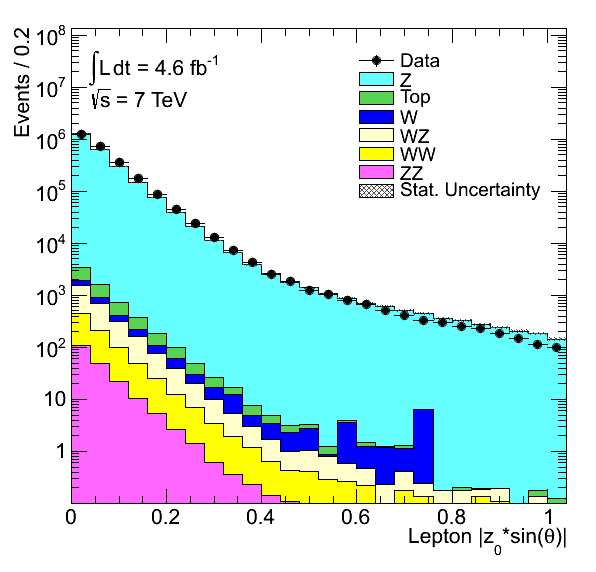 Events / 0.2
10⁸
10⁷
10⁶
10⁵
10⁴
10³
10²
10
1
∫L dt = 4.6 fb⁻¹
√s = 7 TeV
Data
Z
Top
W
WZ
WW
ZZ
Stat. Uncertainty
0 0.2 0.4 0.6 0.8 1
Lepton |z₀*sin(θ)|